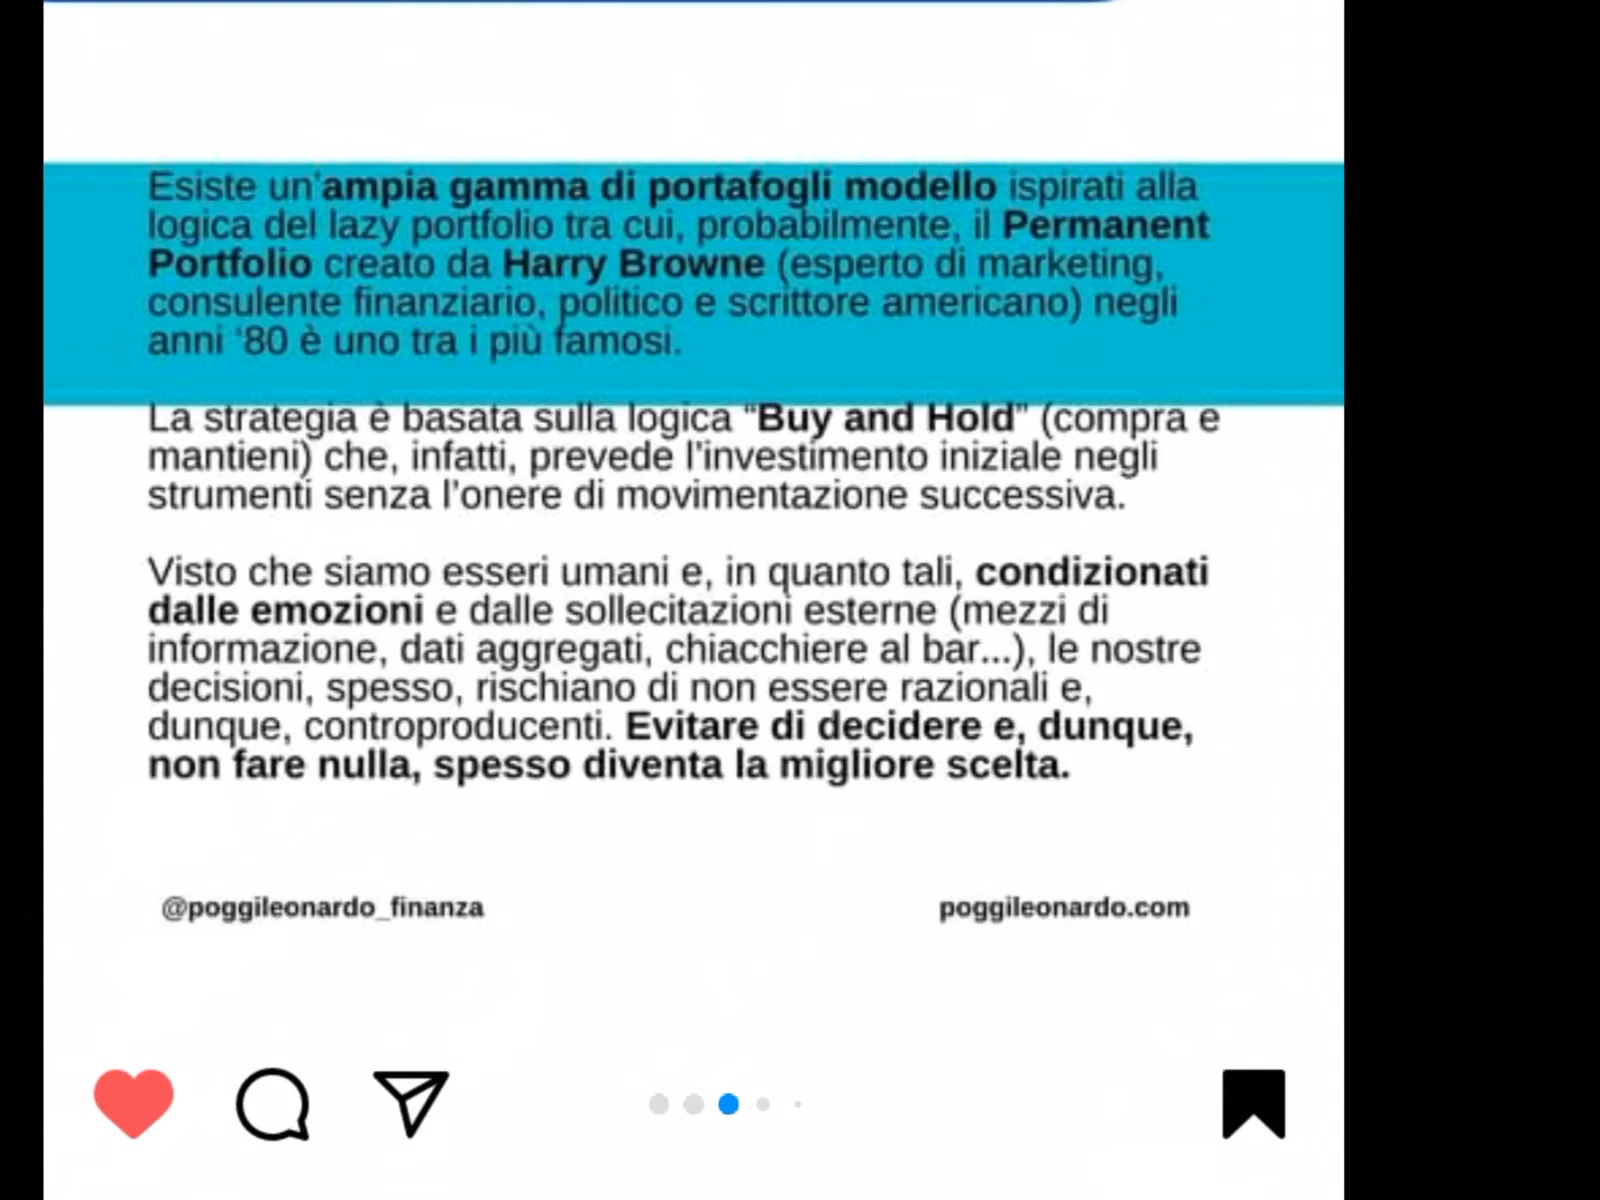 Esiste un'ampia gamma di portafogli modello ispirati alla
logica del lazy portfolio tra cui, probabilmente, il Permanent
Portfolio creato da Harry Browne (esperto di marketing,
consulente finanziario, politico e scrittore americano) negli
anni '80 è uno tra i più famosi.
La strategia è basata sulla logica "Buy and Hold" (compra e
mantieni) che, infatti, prevede l'investimento iniziale negli
strumenti senza l'onere di movimentazione successiva.
Visto che siamo esseri umani e, in quanto tali, condizionati
dalle emozioni e dalle sollecitazioni esterne (mezzi di
informazione, dati aggregati, chiacchiere al bar...), le nostre
decisioni, spesso, rischiano di non essere razionali e,
dunque, controproducenti. Evitare di decidere e, dunque,
non fare nulla, spesso diventa la migliore scelta.
@poggileonardo_finanza
poggileonardo.com